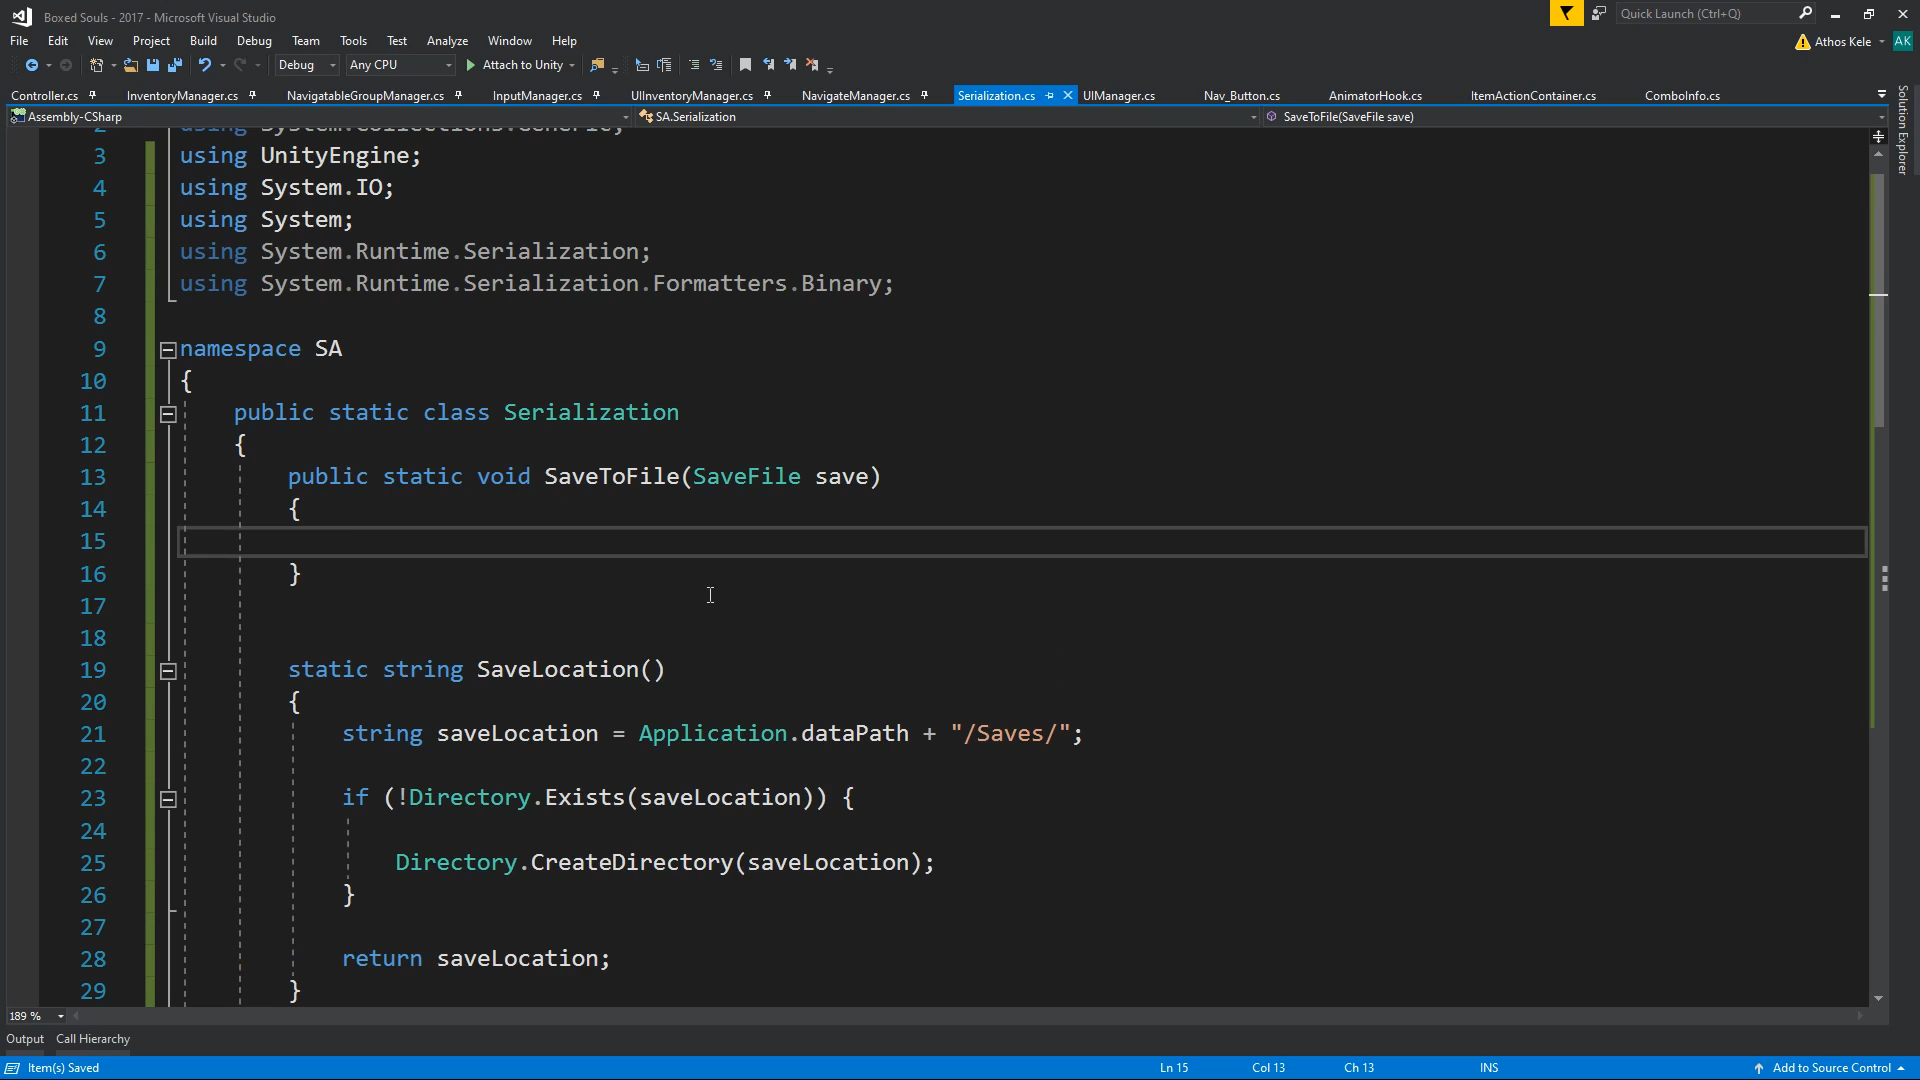 Boxed Souls - 2017 - Microsoft Visual Studio
Quick Launch (Ctrl+Q)
File Edit View Project Build Debug Team Tools Test Analyze Window Help
Athos Kele AK
Debug Any CPU Attach to Unity
Controller.cs InventoryManager.cs NavigatableGroupManager.cs InputManager.cs UIInventoryManager.cs NavigateManager.cs Serialization.cs UIManager.cs Nav_Button.cs AnimatorHook.cs ItemActionContainer.cs ComboInfo.cs
Solution Explorer
Assembly-CSharp SA.Serialization SaveToFile(SaveFile save)
2 using System.Collections.Generic;
3 using UnityEngine;
4 using System.IO;
5 using System;
6 using System.Runtime.Serialization;
7 using System.Runtime.Serialization.Formatters.Binary;
8
9 namespace SA
10 {
11 public static class Serialization
12 {
13 public static void SaveToFile(SaveFile save)
14 {
15
16 }
17
18
19 static string SaveLocation()
20 {
21 string saveLocation = Application.dataPath + "/Saves/";
22
23 if (!Directory.Exists(saveLocation)) {
24
25 Directory.CreateDirectory(saveLocation);
26 }
27
28 return saveLocation;
29 }
189 %
Output Call Hierarchy
Item(s) Saved Ln 15 Col 13 Ch 13 INS Add to Source Control